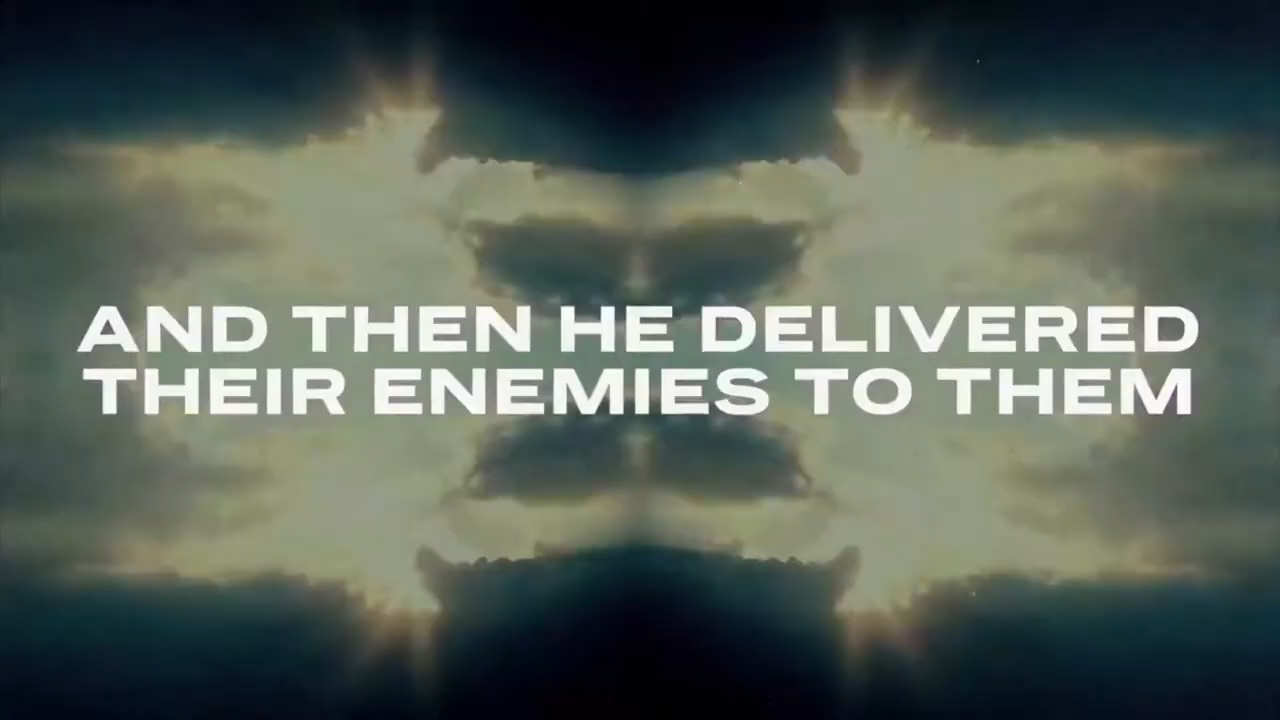 AND THEN HE DELIVERED
THEIR ENEMIES TO THEM